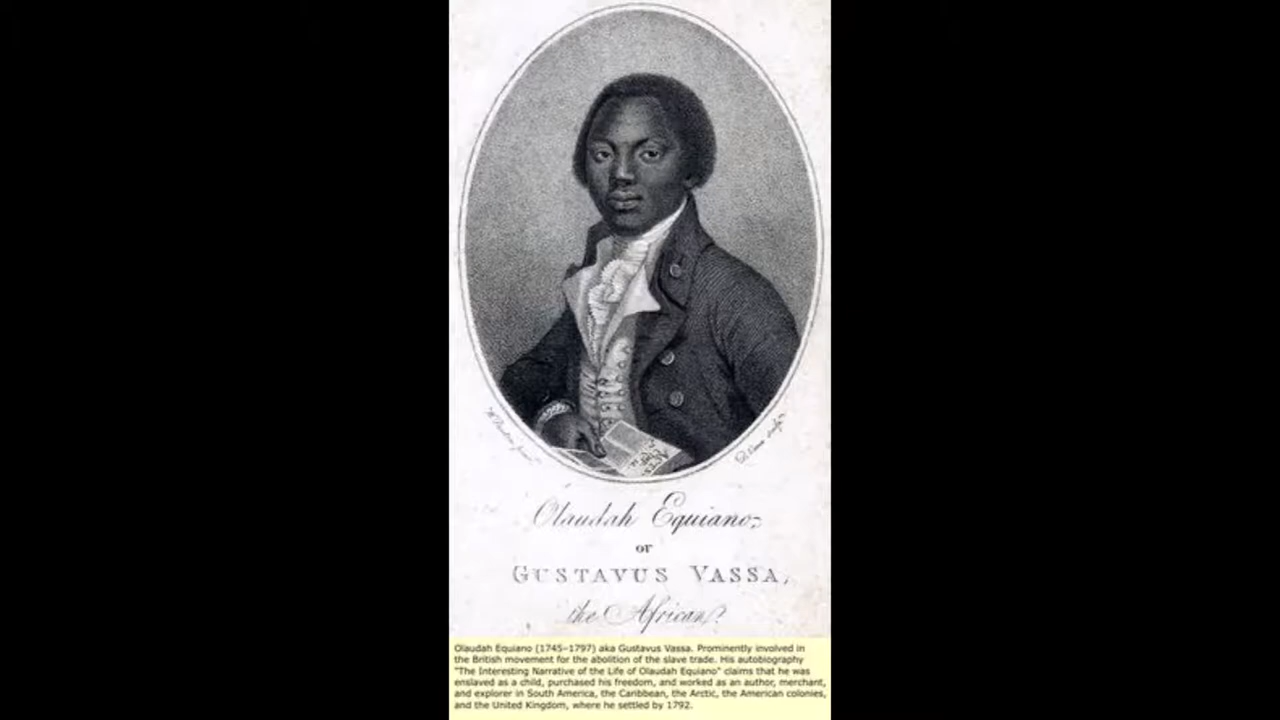 Olaudah Equiano,
or
GUSTAVUS VASSA,
the African.
Olaudah Equiano (1745–1797) aka Gustavus Vassa. Prominently involved in
the British movement for the abolition of the slave trade. His autobiography
"The Interesting Narrative of the Life of Olaudah Equiano" claims that he was
enslaved as a child, purchased his freedom, and worked as an author, merchant,
and explorer in South America, the Caribbean, the Arctic, the American colonies,
and the United Kingdom, where he settled by 1792.